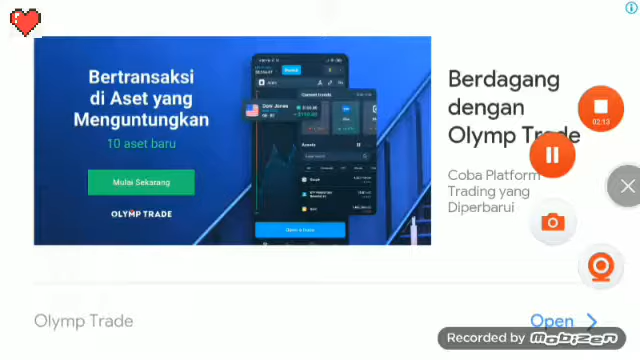 Bertransaksi
di Aset yang
Menguntungkan
10 aset baru
Mulai Sekarang
OLYMP TRADE
Dow Jones
Current trends
Assets
Berdagang
dengan
Olymp Trade
Coba Platform
Trading yang
Diperbarui
02:13
Olymp Trade
Open
Recorded by MOBIZEN